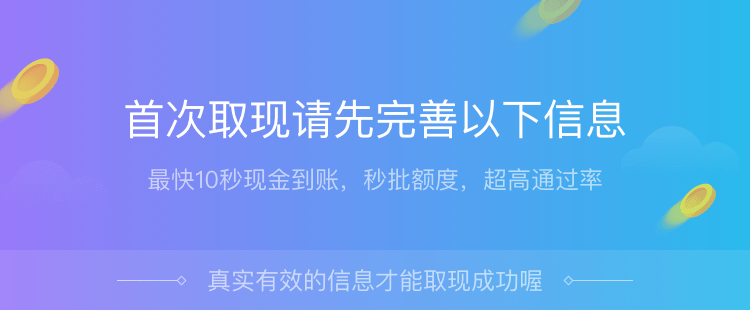 首次取现请先完善以下信息
最快10秒现金到账，秒批额度，超高通过率
真实有效的信息才能取现成功喔